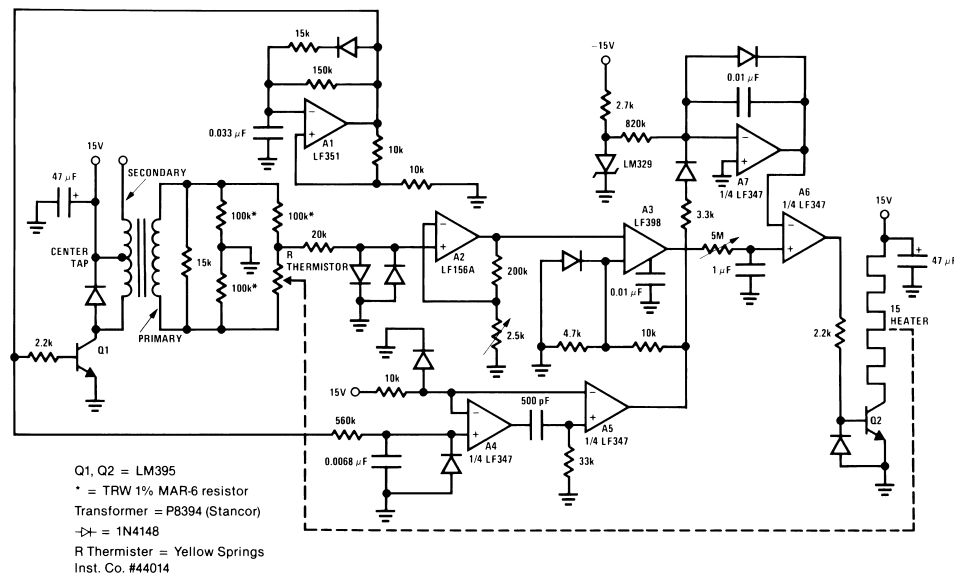 15k
150k
0.033 μF
A1
LF351
10k
10k
−15V
2.7k
820k
LM329
0.01 μF
A7
1/4 LF347
3.3k
15V
47 μF
SECONDARY
CENTER
TAP
PRIMARY
15k
100k*
100k*
100k*
R
THERMISTOR
20k
A2
LF156A
200k
2.5k
A3
LF398
0.01 μF
4.7k
10k
5M
1 μF
A6
1/4 LF347
15V
47 μF
15
HEATER
2.2k
Q2
2.2k
Q1
15V
10k
560k
0.0068 μF
A4
1/4 LF347
500 pF
33k
A5
1/4 LF347
Q1, Q2 = LM395
* = TRW 1% MAR-6 resistor
Transformer = P8394 (Stancor)
= 1N4148
R Thermister = Yellow Springs
Inst. Co. #44014